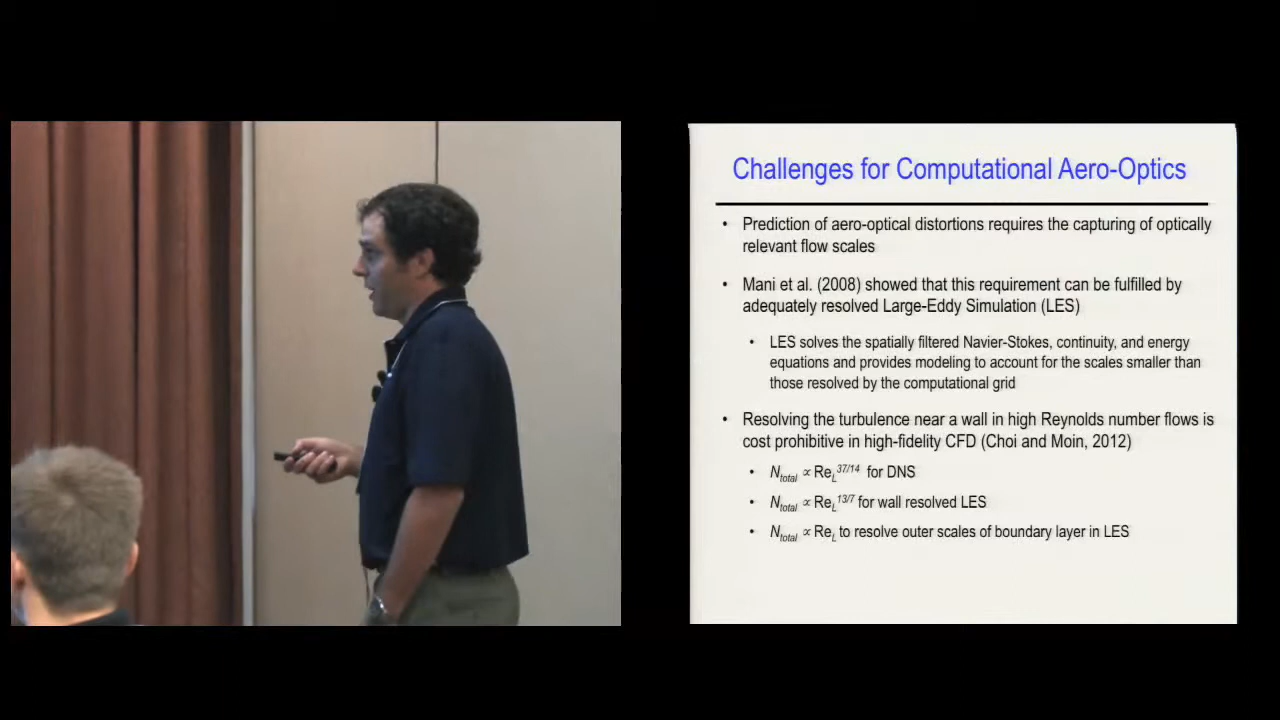 Challenges for Computational Aero-Optics
• Prediction of aero-optical distortions requires the capturing of optically
relevant flow scales
• Mani et al. (2008) showed that this requirement can be fulfilled by
adequately resolved Large-Eddy Simulation (LES)
• LES solves the spatially filtered Navier-Stokes, continuity, and energy
equations and provides modeling to account for the scales smaller than
those resolved by the computational grid
• Resolving the turbulence near a wall in high Reynolds number flows is
cost prohibitive in high-fidelity CFD (Choi and Moin, 2012)
• N_total ∝ Re_L^37/14 for DNS
• N_total ∝ Re_L^13/7 for wall resolved LES
• N_total ∝ Re_L to resolve outer scales of boundary layer in LES